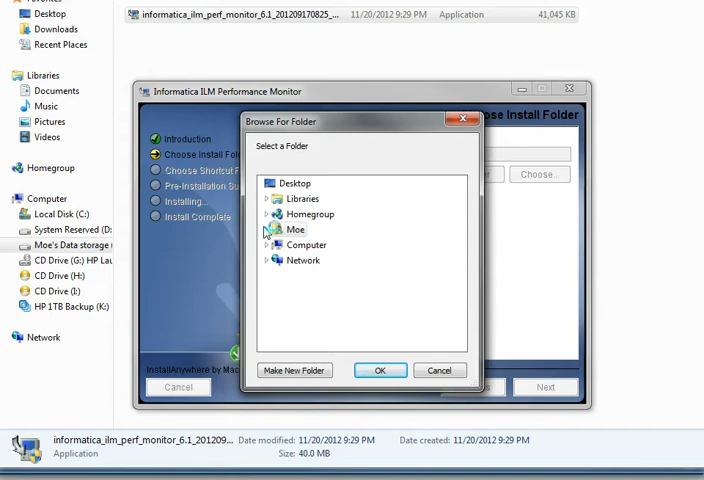 Desktop
Downloads
Recent Places
Libraries
Documents
Music
Pictures
Videos
Homegroup
Computer
Local Disk (C:)
System Reserved (D:
Moe's Data storage
CD Drive (G:) HP Lau
CD Drive (H:)
CD Drive (I:)
HP 1TB Backup (K:)
Network
informatica_ilm_perf_monitor_6.1_201209170825_... 11/20/2012 9:29 PM Application 41,045 KB
Informatica ILM Performance Monitor
ose Install Folder
Introduction
Choose Install Fol
Choose Shortcut F
Pre-Installation Su
Installing...
Install Complete
Choose...
InstallAnywhere by Mac
Cancel
Next
Browse For Folder
Select a Folder
Desktop
Libraries
Homegroup
Moe
Computer
Network
Make New Folder
OK
Cancel
informatica_ilm_perf_monitor_6.1_201209... Date modified: 11/20/2012 9:29 PM Date created: 11/20/2012 9:29 PM
Application Size: 40.0 MB